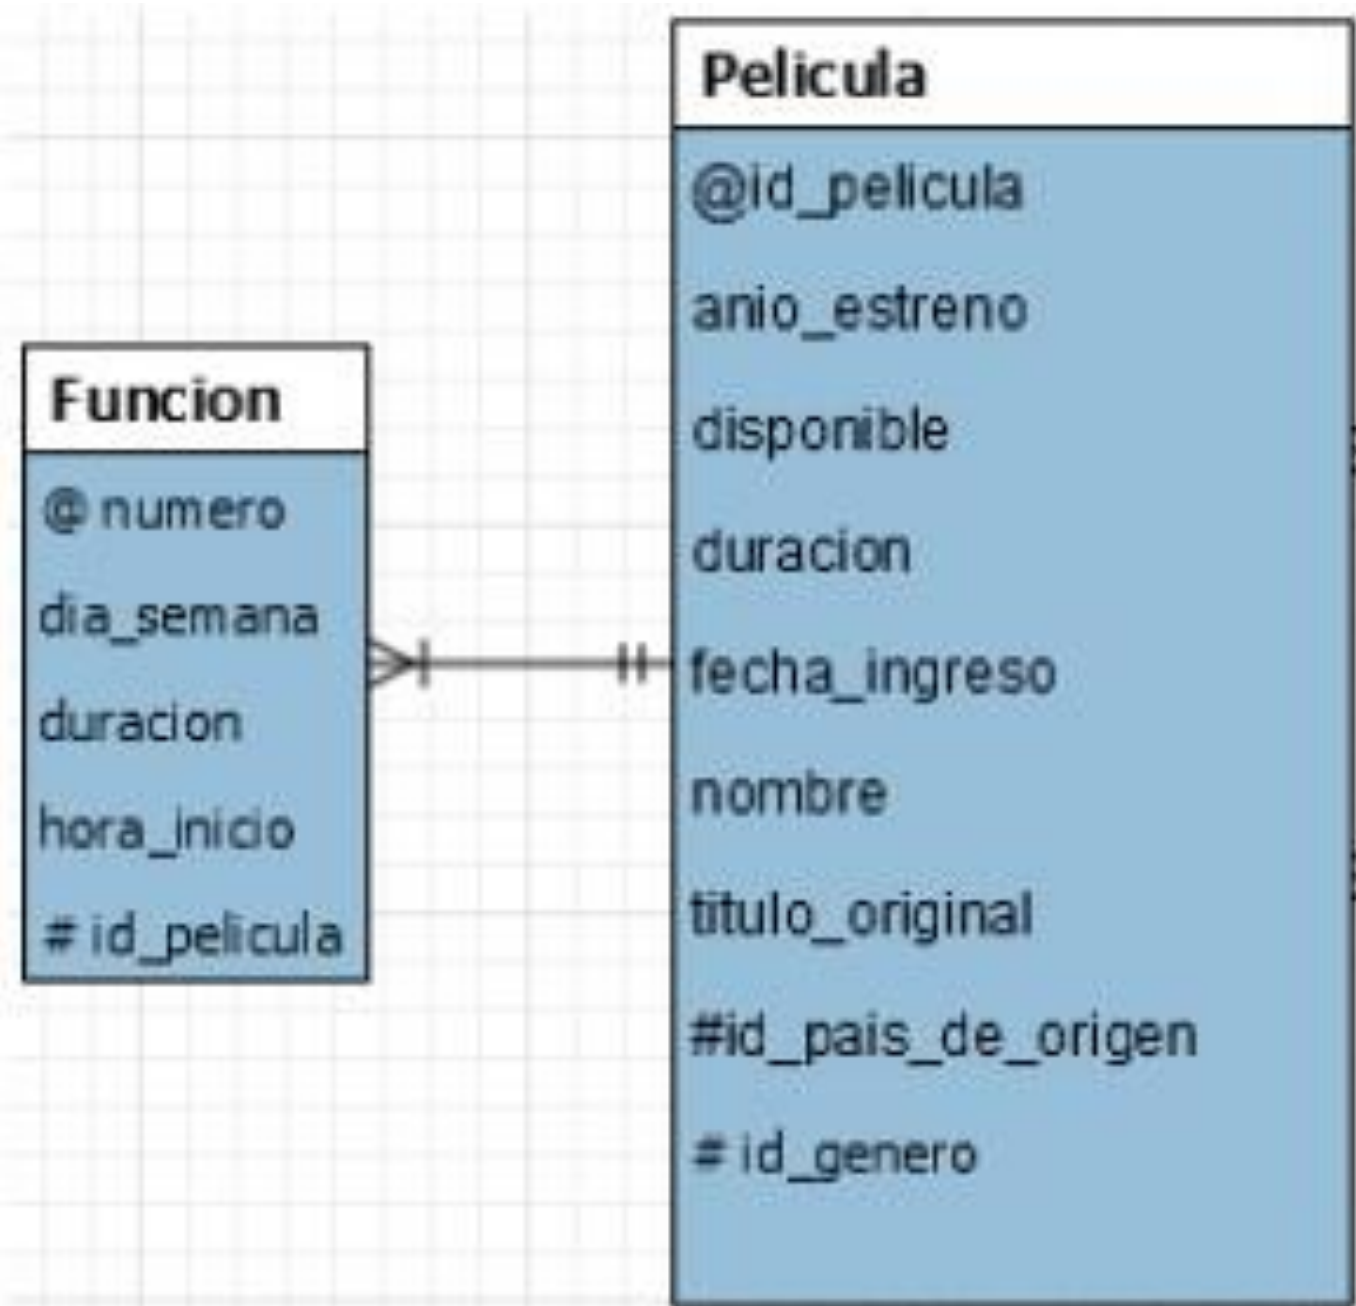 Funcion
@ numero
dia_semana
duracion
hora_inicio
# id_pelicula
Pelicula
@id_pelicula
anio_estreno
disponible
duracion
fecha_ingreso
nombre
titulo_original
#id_pais_de_origen
# id_genero